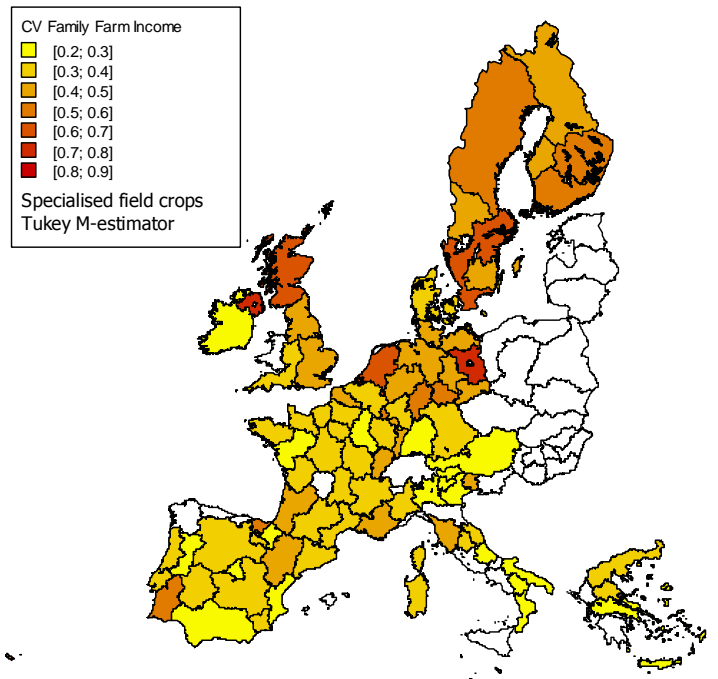 CV Family Farm Income
[0.2; 0.3]
[0.3; 0.4]
[0.4; 0.5]
[0.5; 0.6]
[0.6; 0.7]
[0.7; 0.8]
[0.8; 0.9]
Specialised field crops
Tukey M-estimator